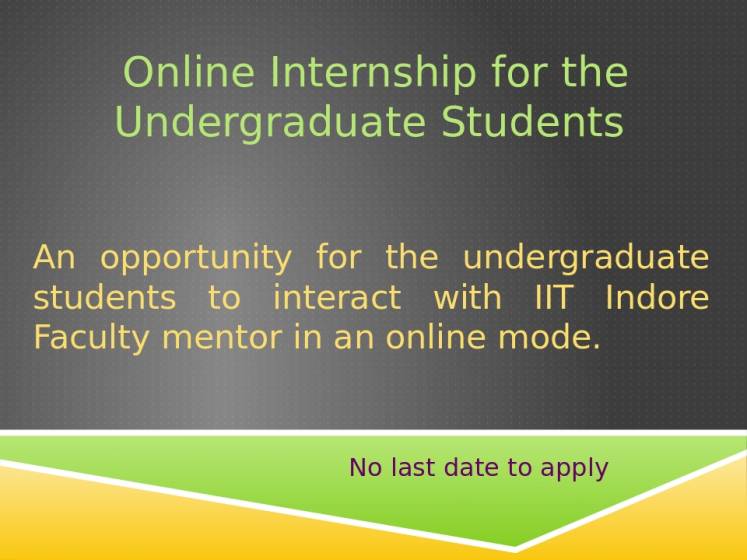 Online Internship for the
Undergraduate Students
An opportunity for the undergraduate
students to interact with IIT Indore
Faculty mentor in an online mode.
No last date to apply